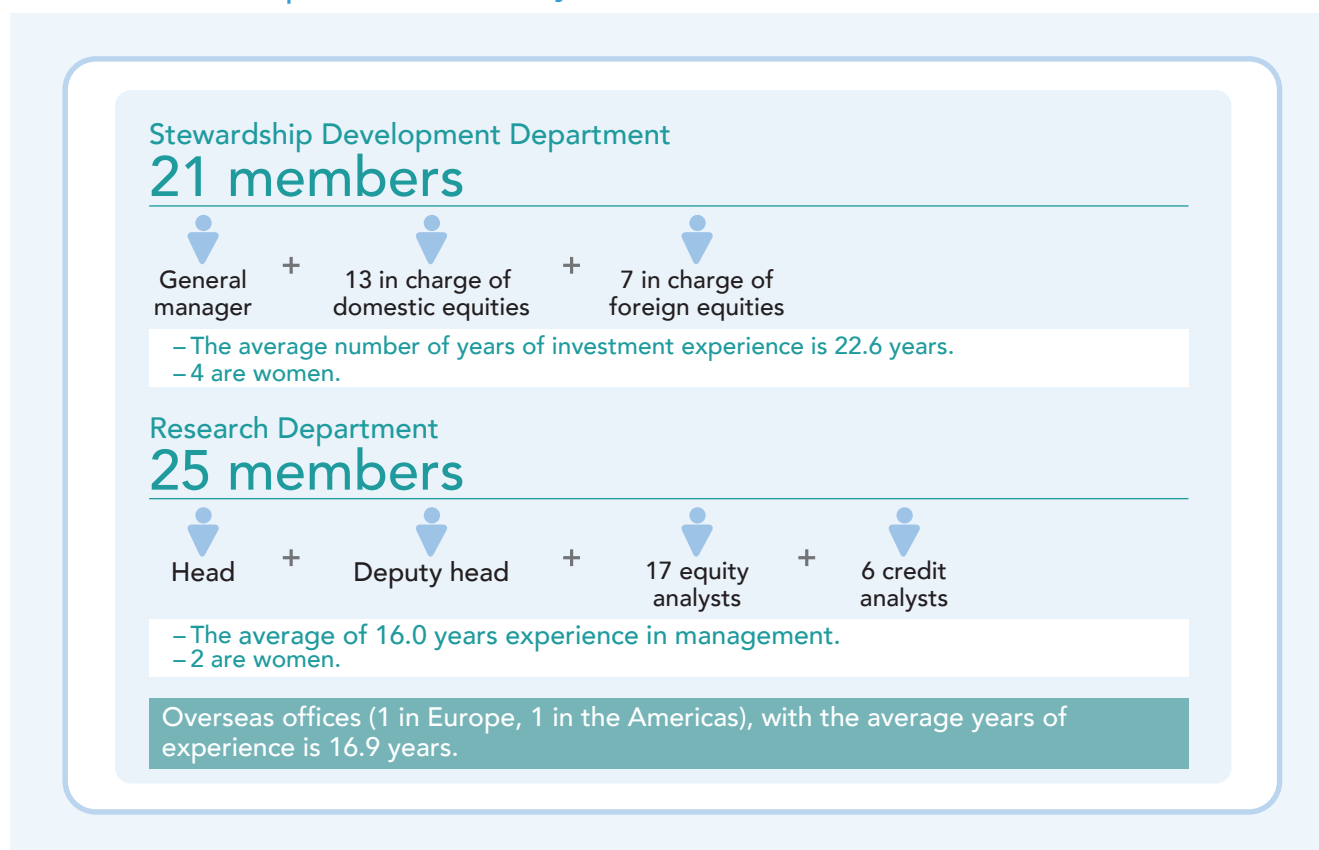 Stewardship Development Department
21 members
General
manager
+
13 in charge of
domestic equities
+
7 in charge of
foreign equities
– The average number of years of investment experience is 22.6 years.
– 4 are women.
Research Department
25 members
Head
+
Deputy head
+
17 equity
analysts
+
6 credit
analysts
– The average of 16.0 years experience in management.
– 2 are women.
Overseas offices (1 in Europe, 1 in the Americas), with the average years of
experience is 16.9 years.